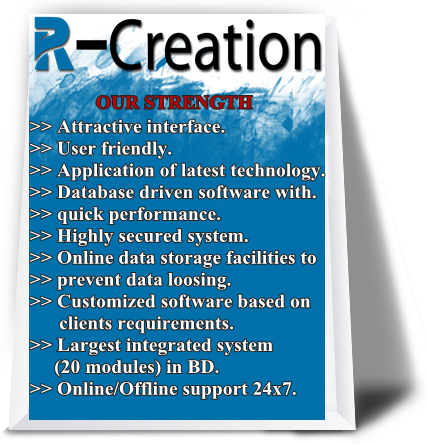 R-Creation
OUR STRENGTH
>> Attractive interface.
>> User friendly.
>> Application of latest technology.
>> Database driven software with.
>> quick performance.
>> Highly secured system.
>> Online data storage facilities to
>> prevent data loosing.
>> Customized software based on
clients requirements.
>> Largest integrated system
(20 modules) in BD.
>> Online/Offline support 24x7.